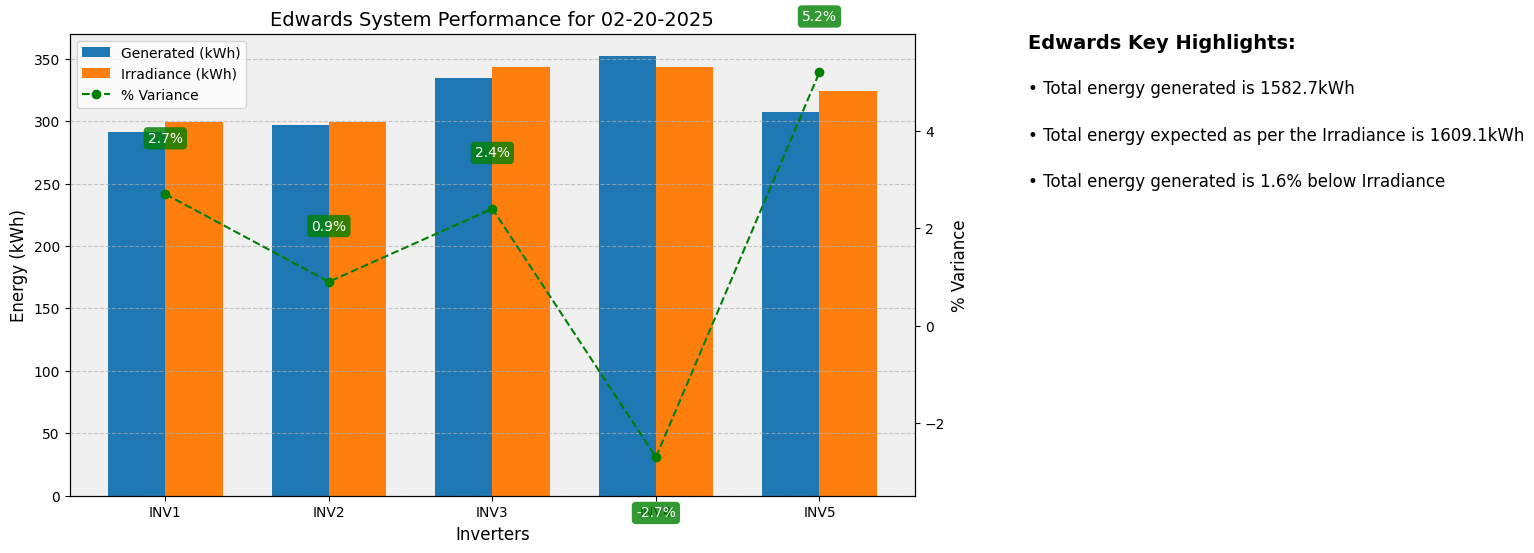 Edwards System Performance for 02-20-2025
5.2%
Generated (kWh)
Irradiance (kWh)
% Variance
2.7%
0.9%
2.4%
-2.7%
350
300
250
200
150
100
50
0
Energy (kWh)
4
2
0
−2
% Variance
INV1
INV2
INV3
INV5
Inverters
Edwards Key Highlights:
• Total energy generated is 1582.7kWh
• Total energy expected as per the Irradiance is 1609.1kWh
• Total energy generated is 1.6% below Irradiance